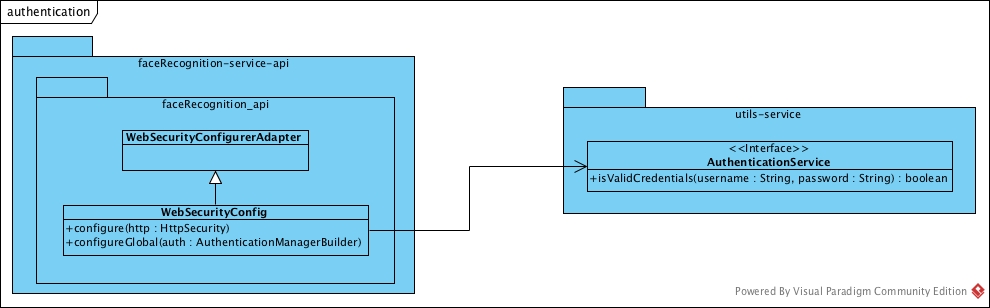 authentication
faceRecognition-service-api
faceRecognition_api
WebSecurityConfigurerAdapter
WebSecurityConfig
+configure(http : HttpSecurity)
+configureGlobal(auth : AuthenticationManagerBuilder)
utils-service
<<Interface>>
AuthenticationService
+isValidCredentials(username : String, password : String) : boolean
Powered By Visual Paradigm Community Edition